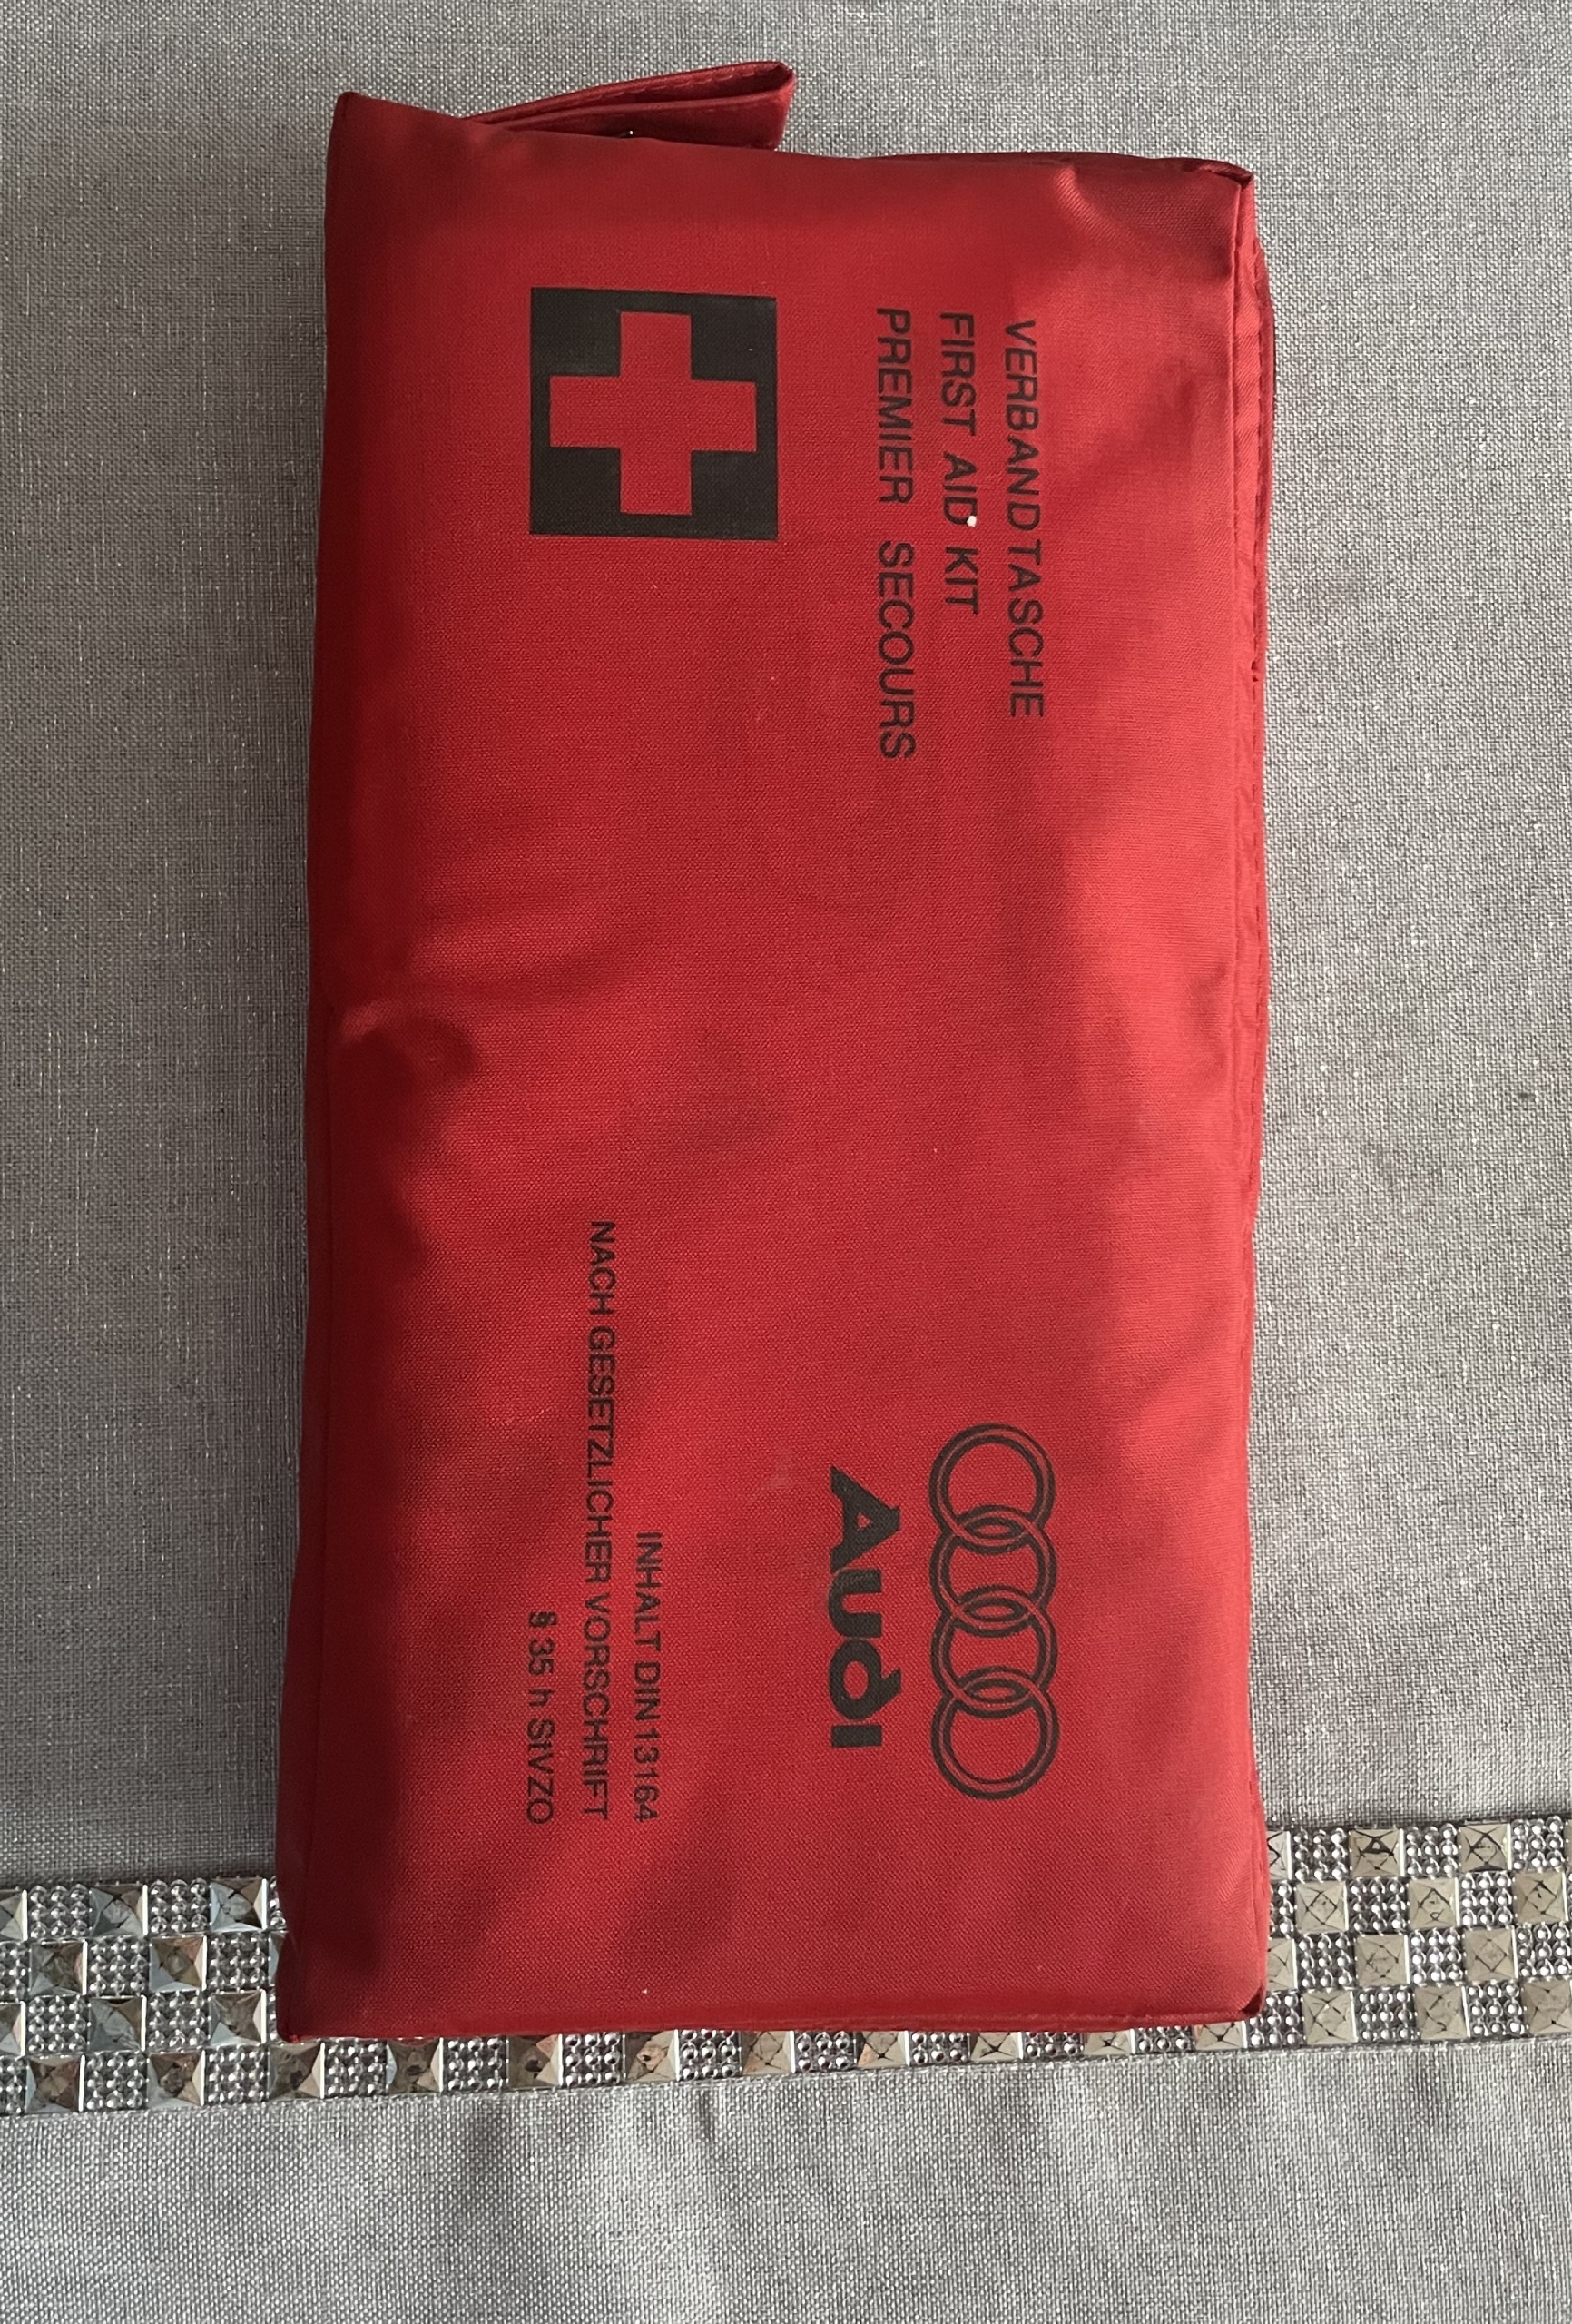 VERBANDTASCHE
FIRST AID KIT
PREMIER SECOURS
Audi
INHALT DIN 13164
NACH GESETZLICHER VORSCHRIFT
§ 35 h StVZO